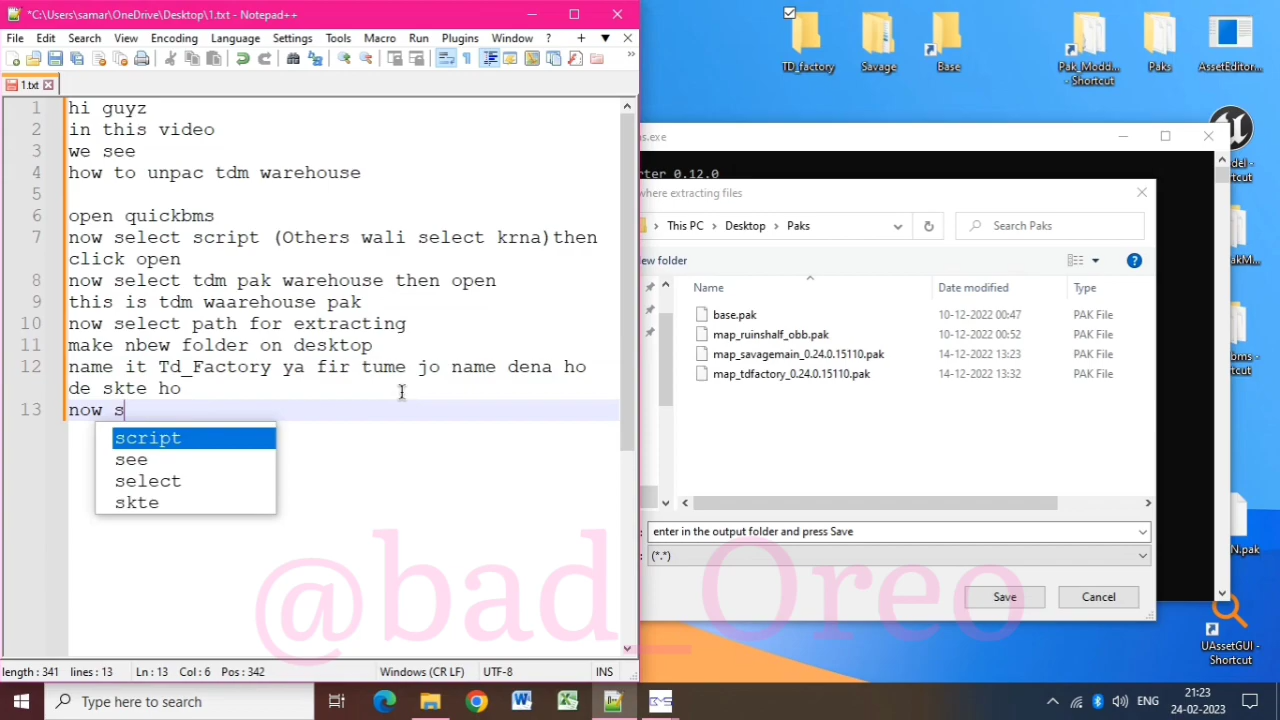 *C:\Users\samar\OneDrive\Desktop\1.txt - Notepad++
File Edit Search View Encoding Language Settings Tools Macro Run Plugins Window ? + ▼ X
1.txt
1 hi guyz
2 in this video
3 we see
4 how to unpac tdm warehouse
5
6 open quickbms
7 now select script (Others wali select krna)then
click open
8 now select tdm pak warehouse then open
9 this is tdm waarehouse pak
10 now select path for extracting
11 make nbew folder on desktop
12 name it Td_Factory ya fir tume jo name dena ho
de skte ho
13 now s
script
see
select
skte
length : 341 lines : 13 Ln : 13 Col : 6 Pos : 342 Windows (CR LF) UTF-8 INS
TD_factory
Savage
Base
Pak_Modd...
- Shortcut
Paks
AssetEditor...
s.exe
rter 0.12.0
where extracting files
This PC > Desktop > Paks
Search Paks
ew folder
Name Date modified Type
base.pak 10-12-2022 00:47 PAK File
map_ruinshalf_obb.pak 10-12-2022 00:52 PAK File
map_savagemain_0.24.0.15110.pak 14-12-2022 13:23 PAK File
map_tdfactory_0.24.0.15110.pak 14-12-2022 13:32 PAK File
enter in the output folder and press Save
(*.*)
Save Cancel
del -
tcut
akM...
bms -
tcut
N.pak
UAssetGUI -
Shortcut
@bad_Oreo
Type here to search
ENG
21:23
24-02-2023